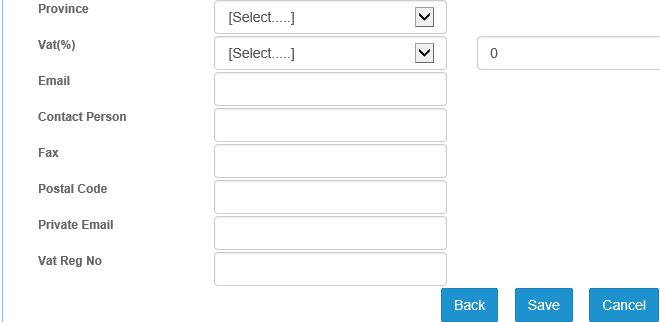 Province [Select.....]
Vat(%) [Select.....] 0
Email
Contact Person
Fax
Postal Code
Private Email
Vat Reg No
Back Save Cancel